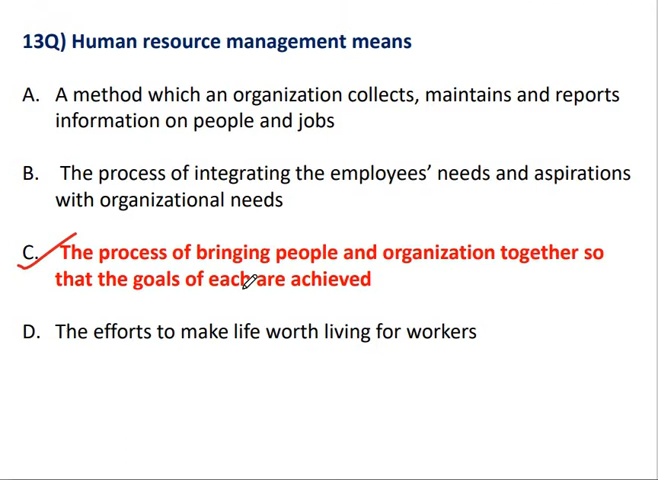 13Q) Human resource management means
A. A method which an organization collects, maintains and reports
information on people and jobs
B. The process of integrating the employees’ needs and aspirations
with organizational needs
C. The process of bringing people and organization together so
that the goals of each are achieved
D. The efforts to make life worth living for workers